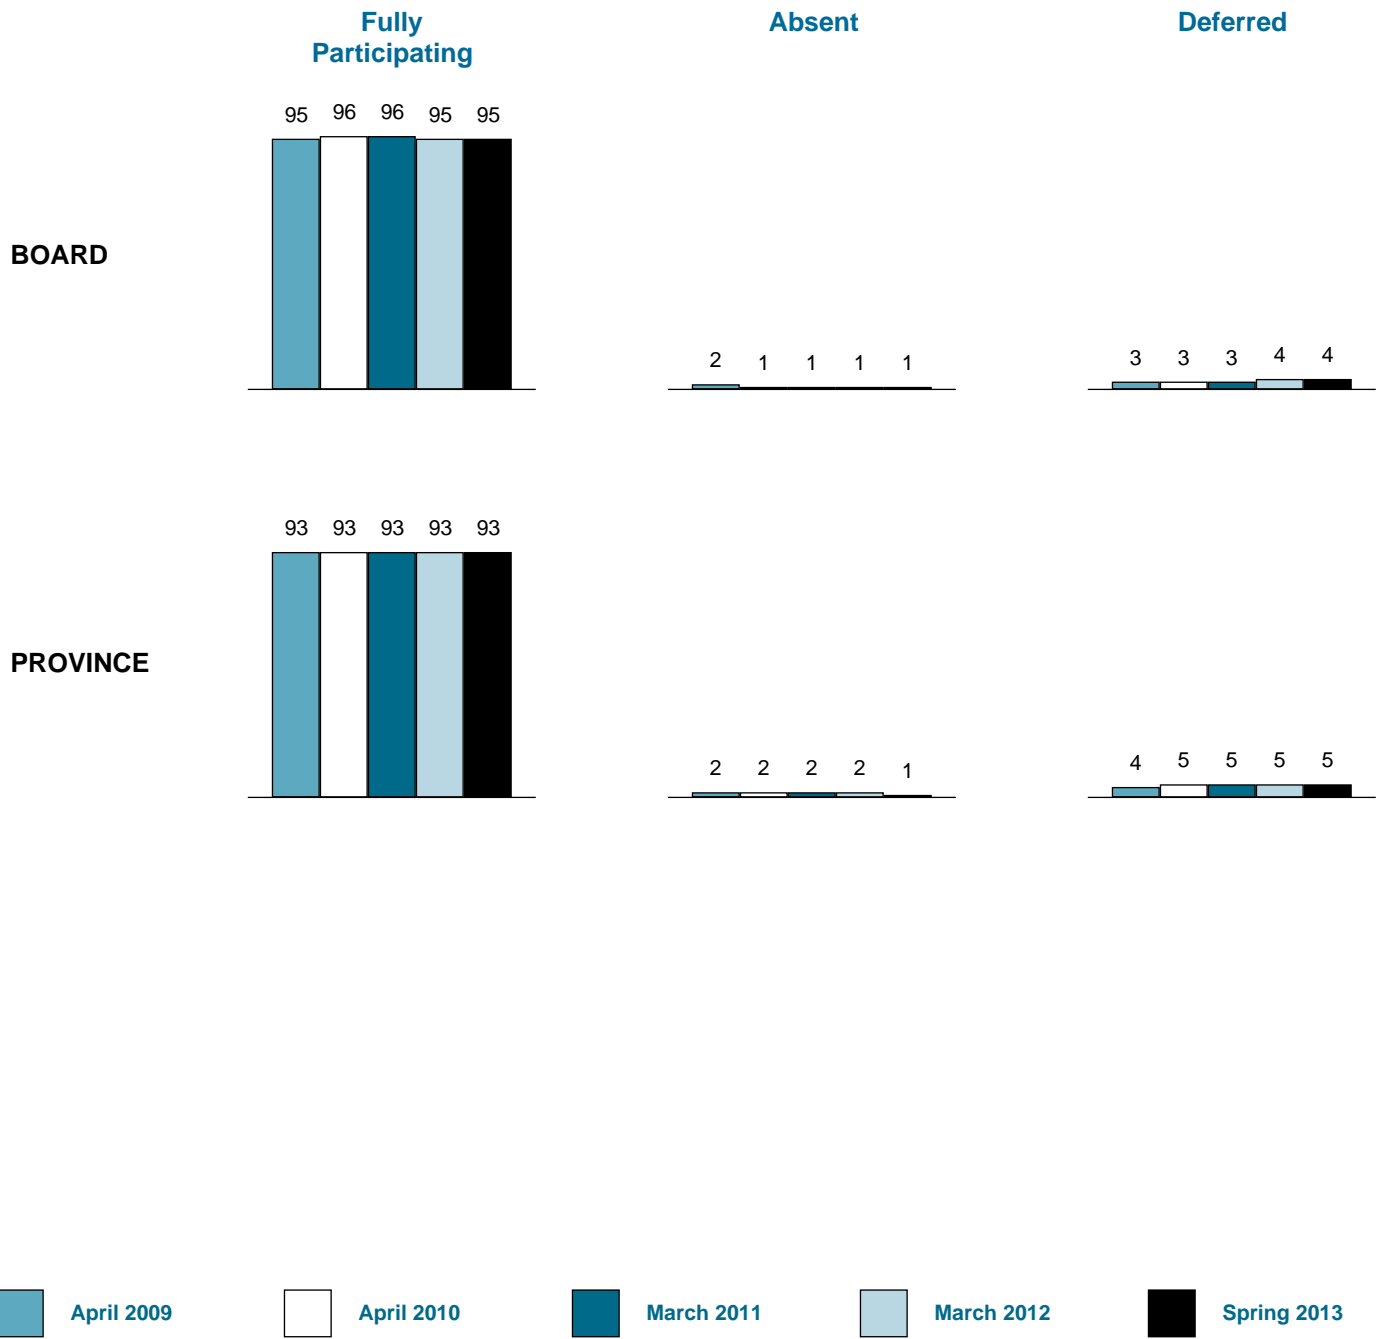 Fully
Participating
Absent
Deferred
BOARD
95 96 96 95 95
2 1 1 1 1
3 3 3 4 4
PROVINCE
93 93 93 93 93
2 2 2 2 1
4 5 5 5 5
April 2009
April 2010
March 2011
March 2012
Spring 2013